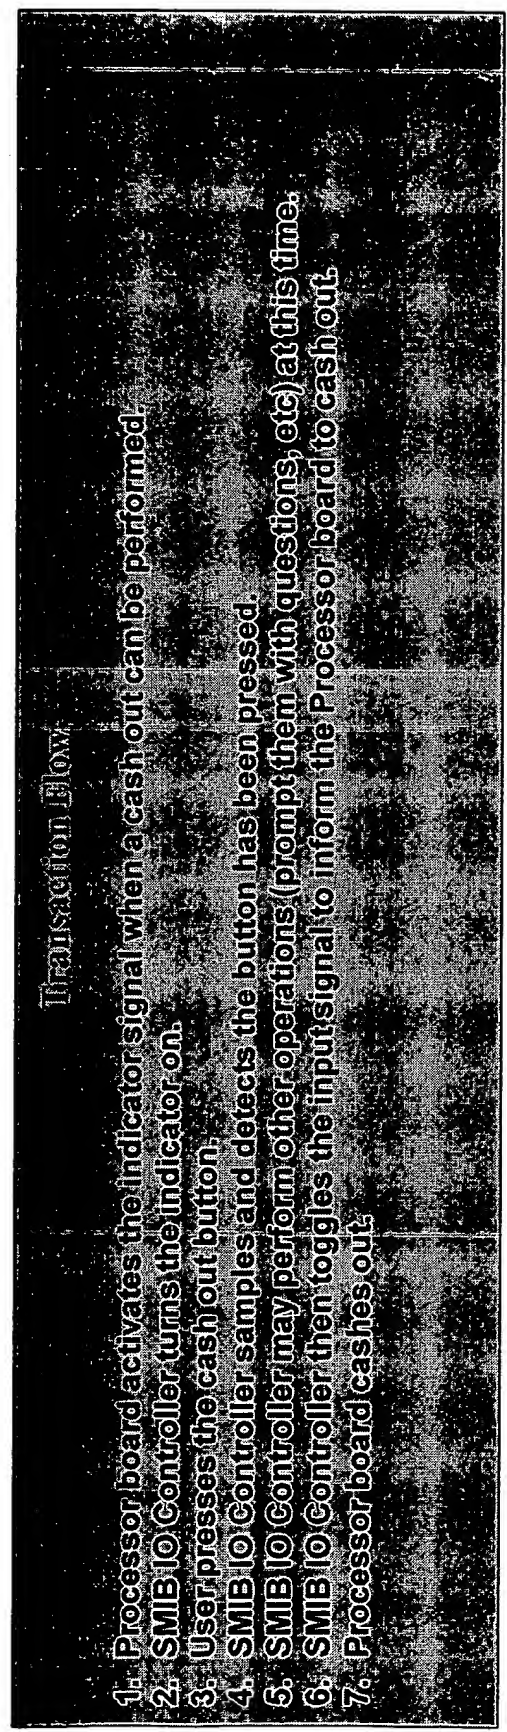 Transaction Flow
1. Processor board activates the indicator signal when a cash out can be performed.
2. SMIB IO Controller turns the indicator on.
3. User presses the cash out button.
4. SMIB IO Controller samples and detects the button has been pressed.
5. SMIB IO Controller may perform other operations (prompt them with questions, etc) at this time.
6. SMIB IO Controller then toggles the input signal to inform the Processor board to cash out.
7. Processor board cashes out.